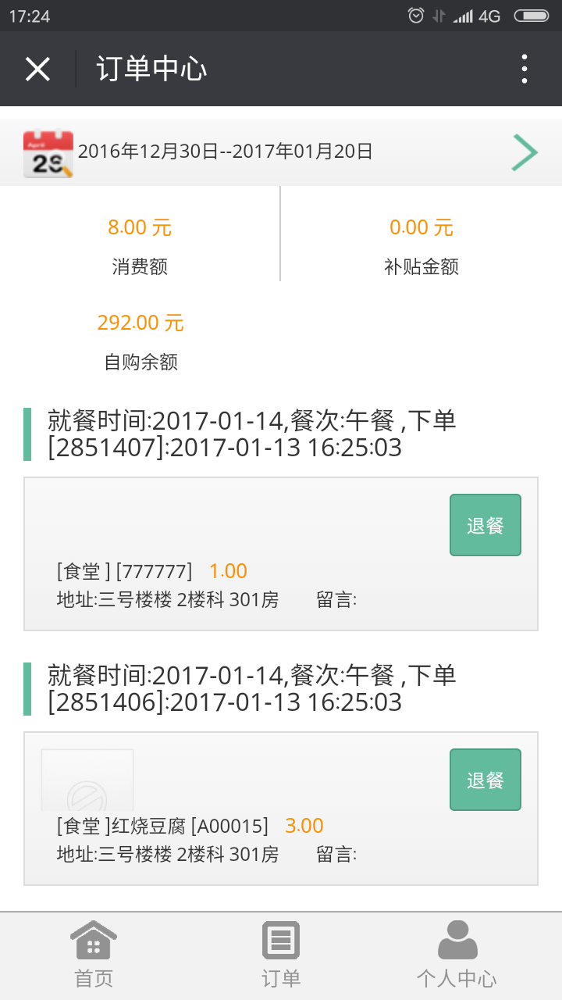 17:24 4G
订单中心
April
28
2016年12月30日--2017年01月20日
8.00 元 0.00 元
消费额 补贴金额
292.00 元
自购余额
就餐时间:2017-01-14,餐次:午餐 ,下单
[2851407]:2017-01-13 16:25:03
退餐
[食堂 ] [777777] 1.00
地址:三号楼楼 2楼科 301房 留言:
就餐时间:2017-01-14,餐次:午餐 ,下单
[2851406]:2017-01-13 16:25:03
退餐
[食堂 ]红烧豆腐 [A00015] 3.00
地址:三号楼楼 2楼科 301房 留言:
首页 订单 个人中心